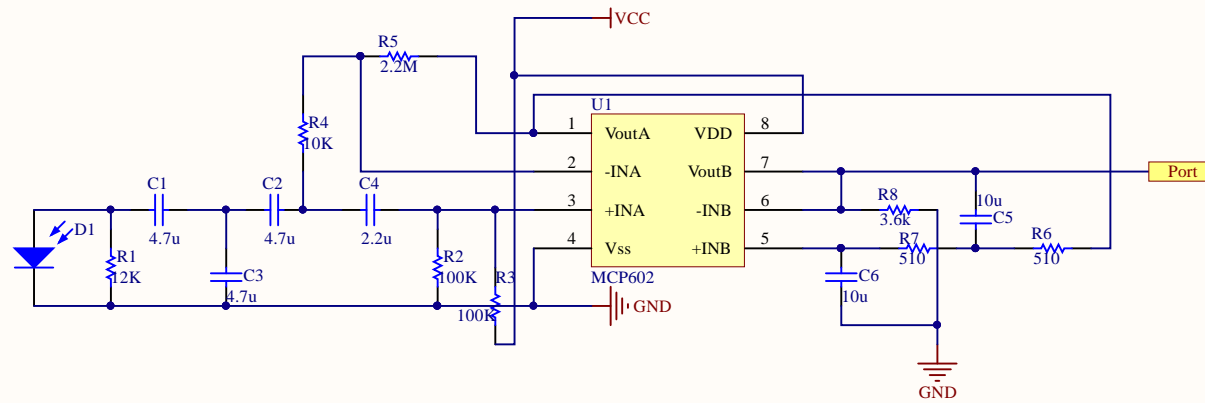 VCC
R5
2.2M
U1
1
VoutA
VDD
8
R4
10K
2
-INA
VoutB
7
Port
C1
C2
C4
3
+INA
-INB
6
R8
3.6k
10u
C5
4.7u
4.7u
2.2u
D1
4
Vss
+INB
5
R7
510
R6
510
R1
12K
C3
4.7u
R2
100K
R3
100K
MCP602
C6
10u
GND
GND